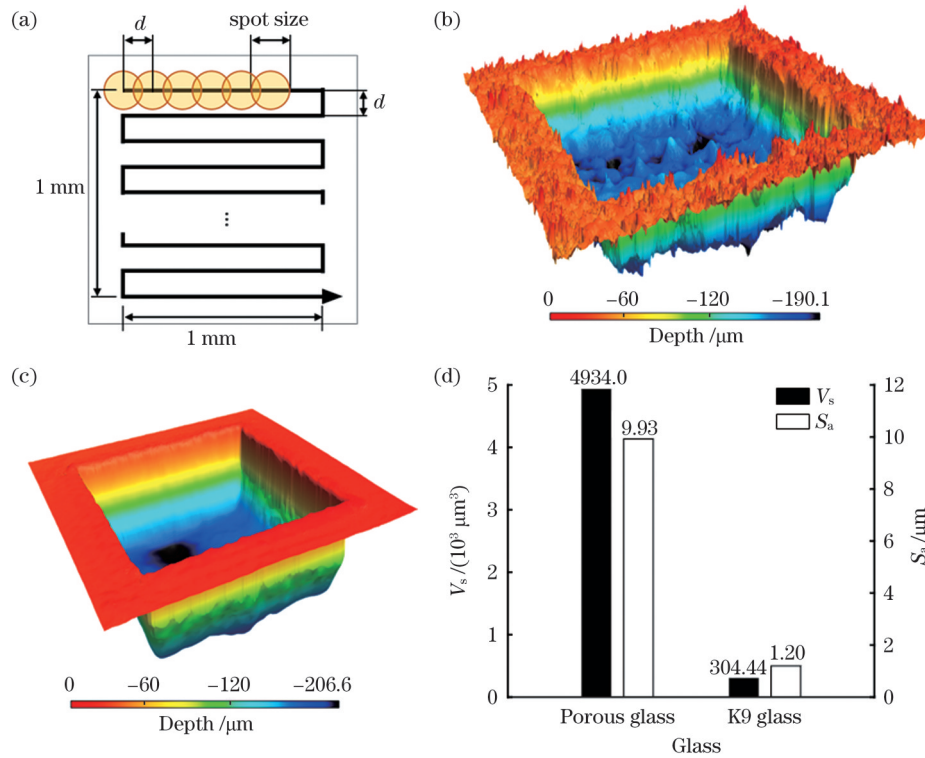 (a)
d
spot size
d
1 mm
⋮
1 mm
(b)
0 −60 −120 −190.1
Depth /μm
(c)
0 −60 −120 −206.6
Depth /μm
(d)
5
4
3
2
1
0
Vs /(10³ μm³)
4934.0
9.93
304.44
1.20
Vs
Sa
12
10
8
6
4
2
0
Sa /μm
Porous glass K9 glass
Glass